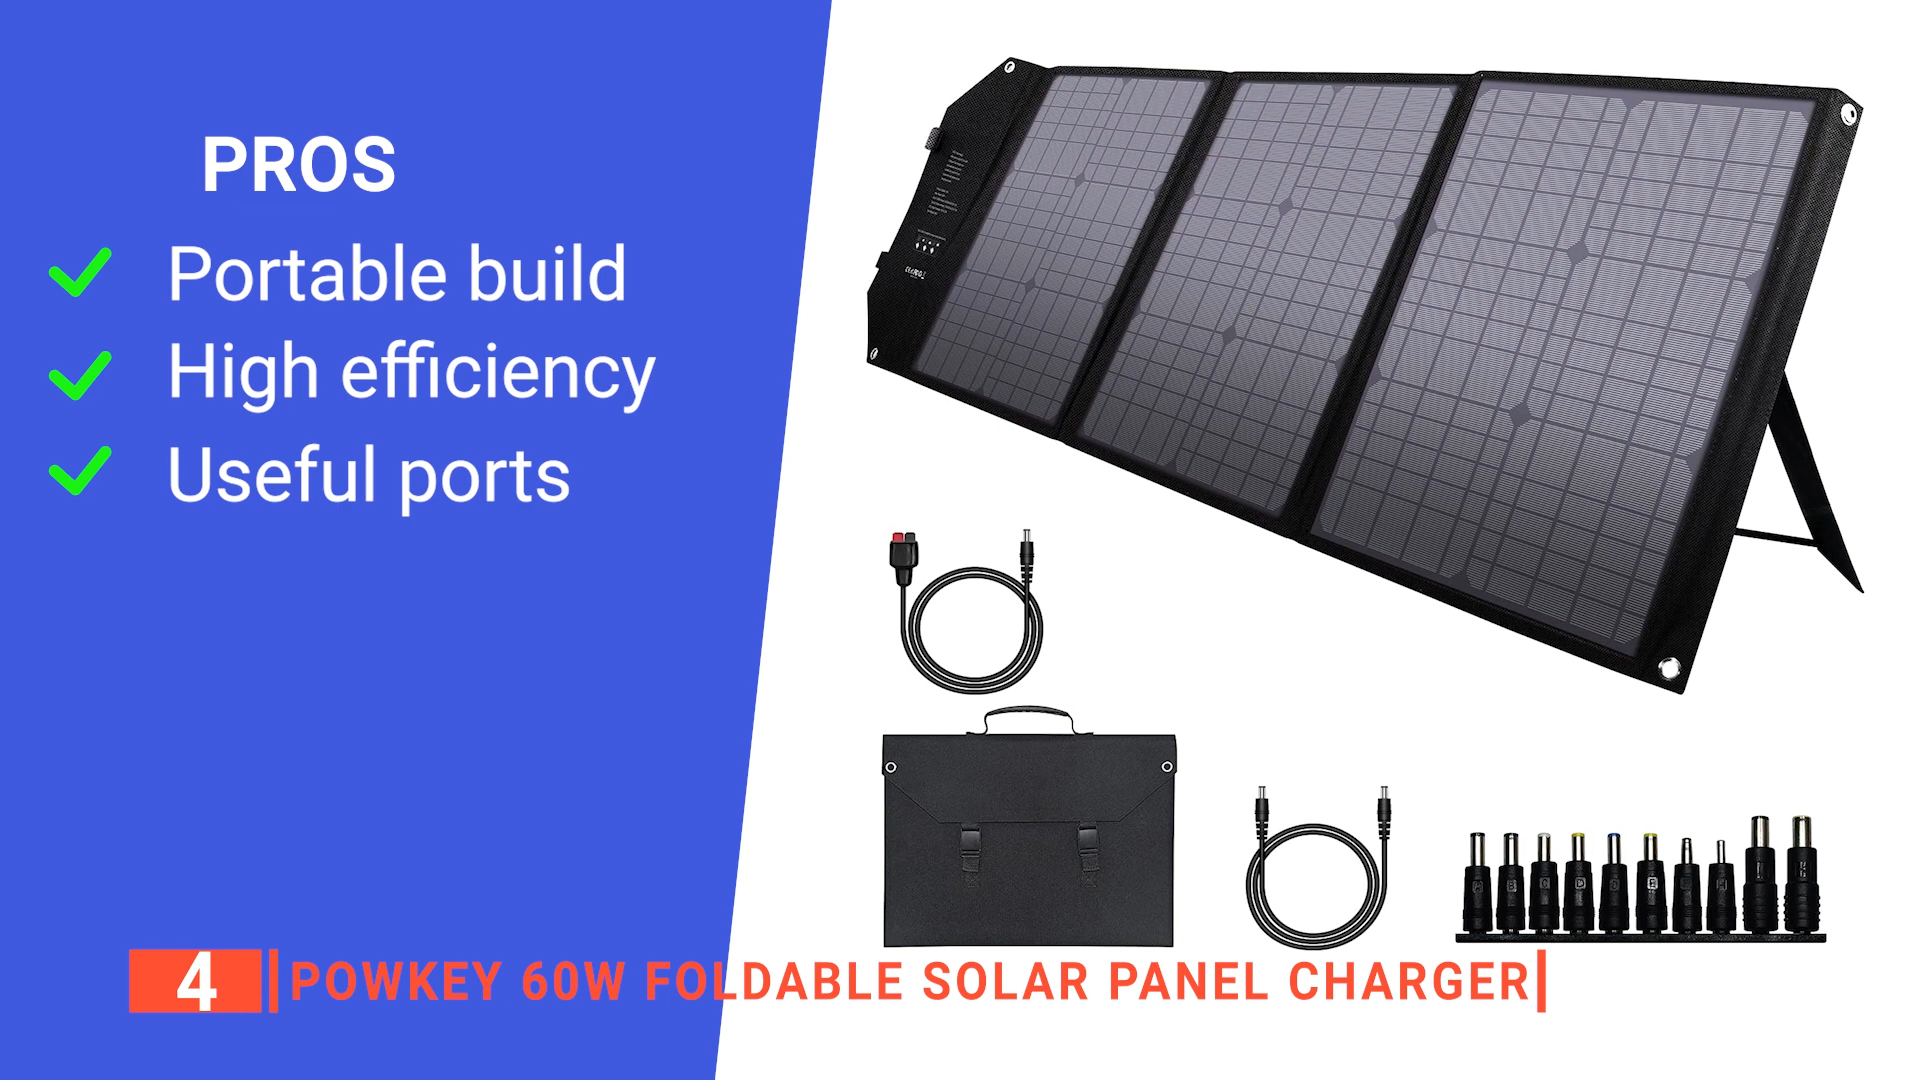 PROS
Portable build
High efficiency
Useful ports
4
POWKEY 60W FOLDABLE SOLAR PANEL CHARGER